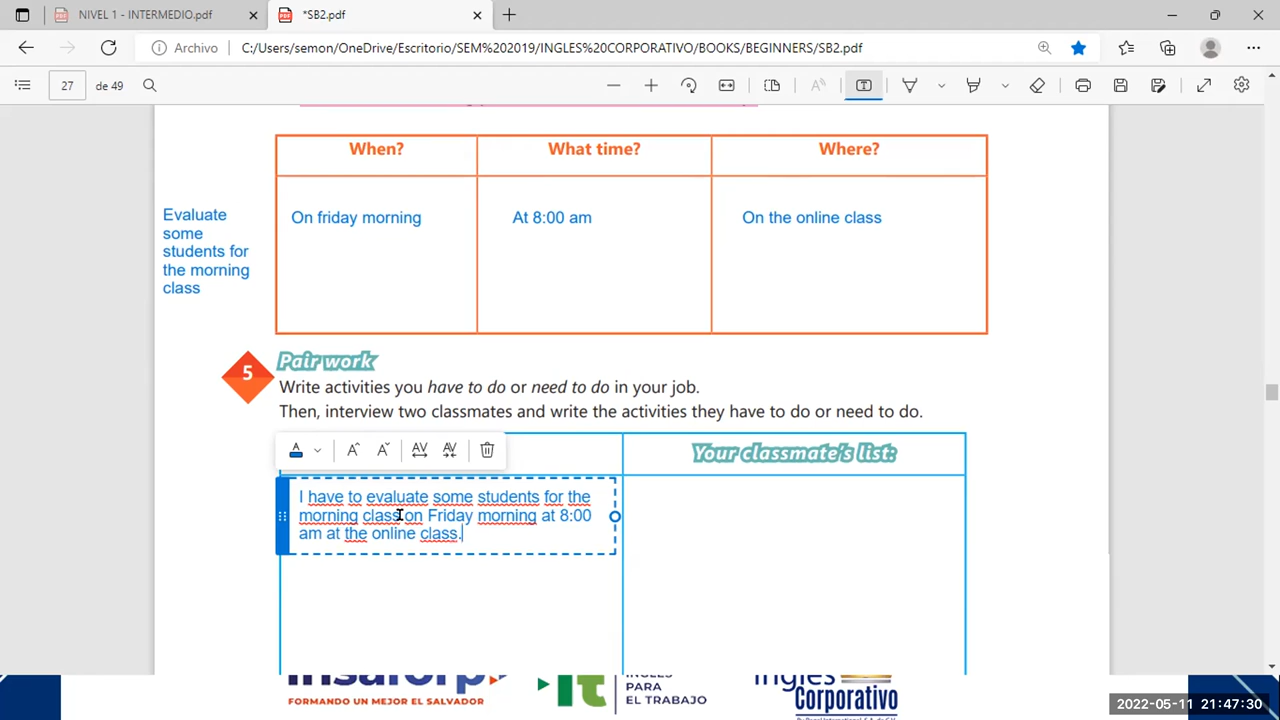 NIVEL 1 - INTERMEDIO.pdf
*SB2.pdf
Archivo
C:/Users/semon/OneDrive/Escritorio/SEM%202019/INGLES%20CORPORATIVO/BOOKS/BEGINNERS/SB2.pdf
27
de 49
When?
What time?
Where?
Evaluate
some
students for
the morning
class
On friday morning
At 8:00 am
On the online class
5
Pair work
Write activities you have to do or need to do in your job.
Then, interview two classmates and write the activities they have to do or need to do.
Your classmate's list:
I have to evaluate some students for the
morning class on Friday morning at 8:00
am at the online class.
insaforp
FORMANDO UN MEJOR EL SALVADOR
it
INGLÉS
PARA
EL TRABAJO
Inglés
Corporativo
2022-05-11 21:47:30